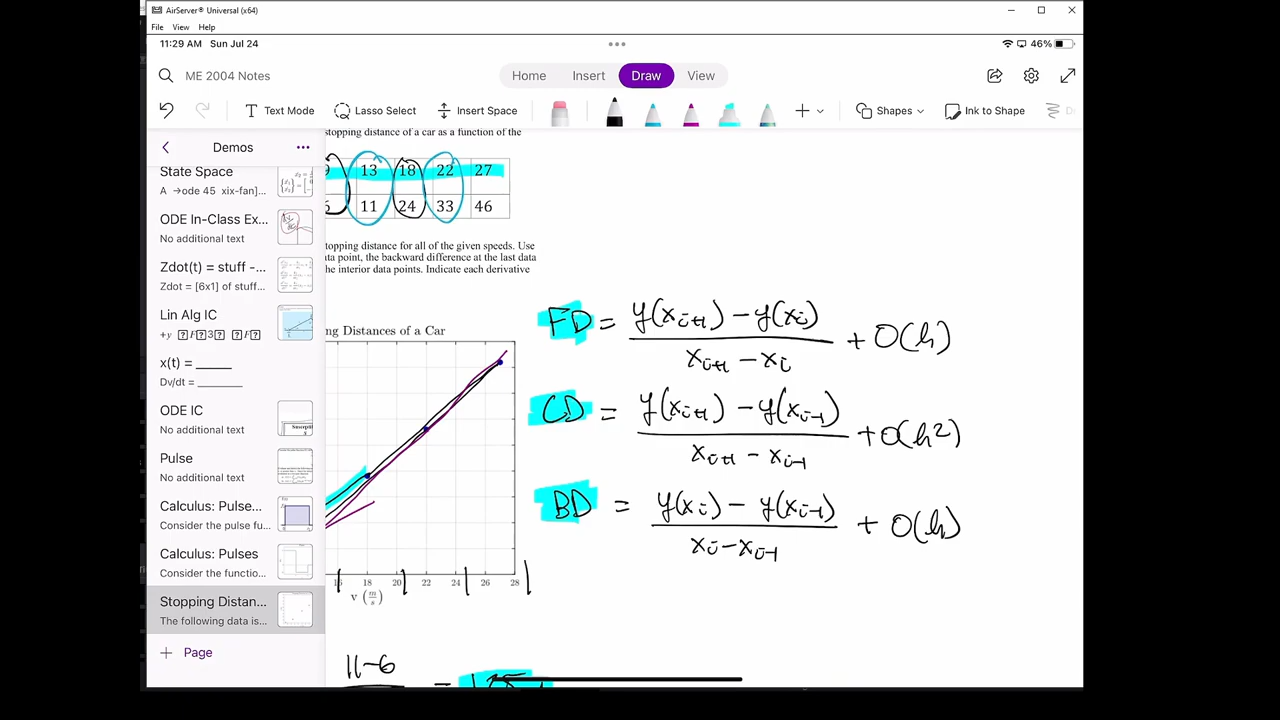 AirServer® Universal (x64)
File View Help
11:29 AM Sun Jul 24
46%
ME 2004 Notes
Home Insert Draw View
Text Mode Lasso Select Insert Space Shapes Ink to Shape
Demos
State Space
A →ode 45 xix-fan]...
ODE In-Class Ex...
No additional text
Zdot(t) = stuff -...
Zdot = [6x1] of stuff...
Lin Alg IC
x(t) = ____
Dv/dt = ____
ODE IC
No additional text
Pulse
No additional text
Calculus: Pulse...
Consider the pulse fu...
Calculus: Pulses
Consider the functio...
Stopping Distan...
The following data is...
+ Page
stopping distance of a car as a function of the
13 18 22 27
11 24 33 46
topping distance for all of the given speeds. Use
ta point, the backward difference at the last data
he interior data points. Indicate each derivative
ng Distances of a Car
18 20 22 24 26 28
v (m/s)
FD = y(xi+1) - y(xi) / xi+1 - xi + O(h)
CD = y(xi+1) - y(xi-1) / xi+1 - xi-1 + O(h²)
BD = y(xi) - y(xi-1) / xi - xi-1 + O(h)
11-6
=